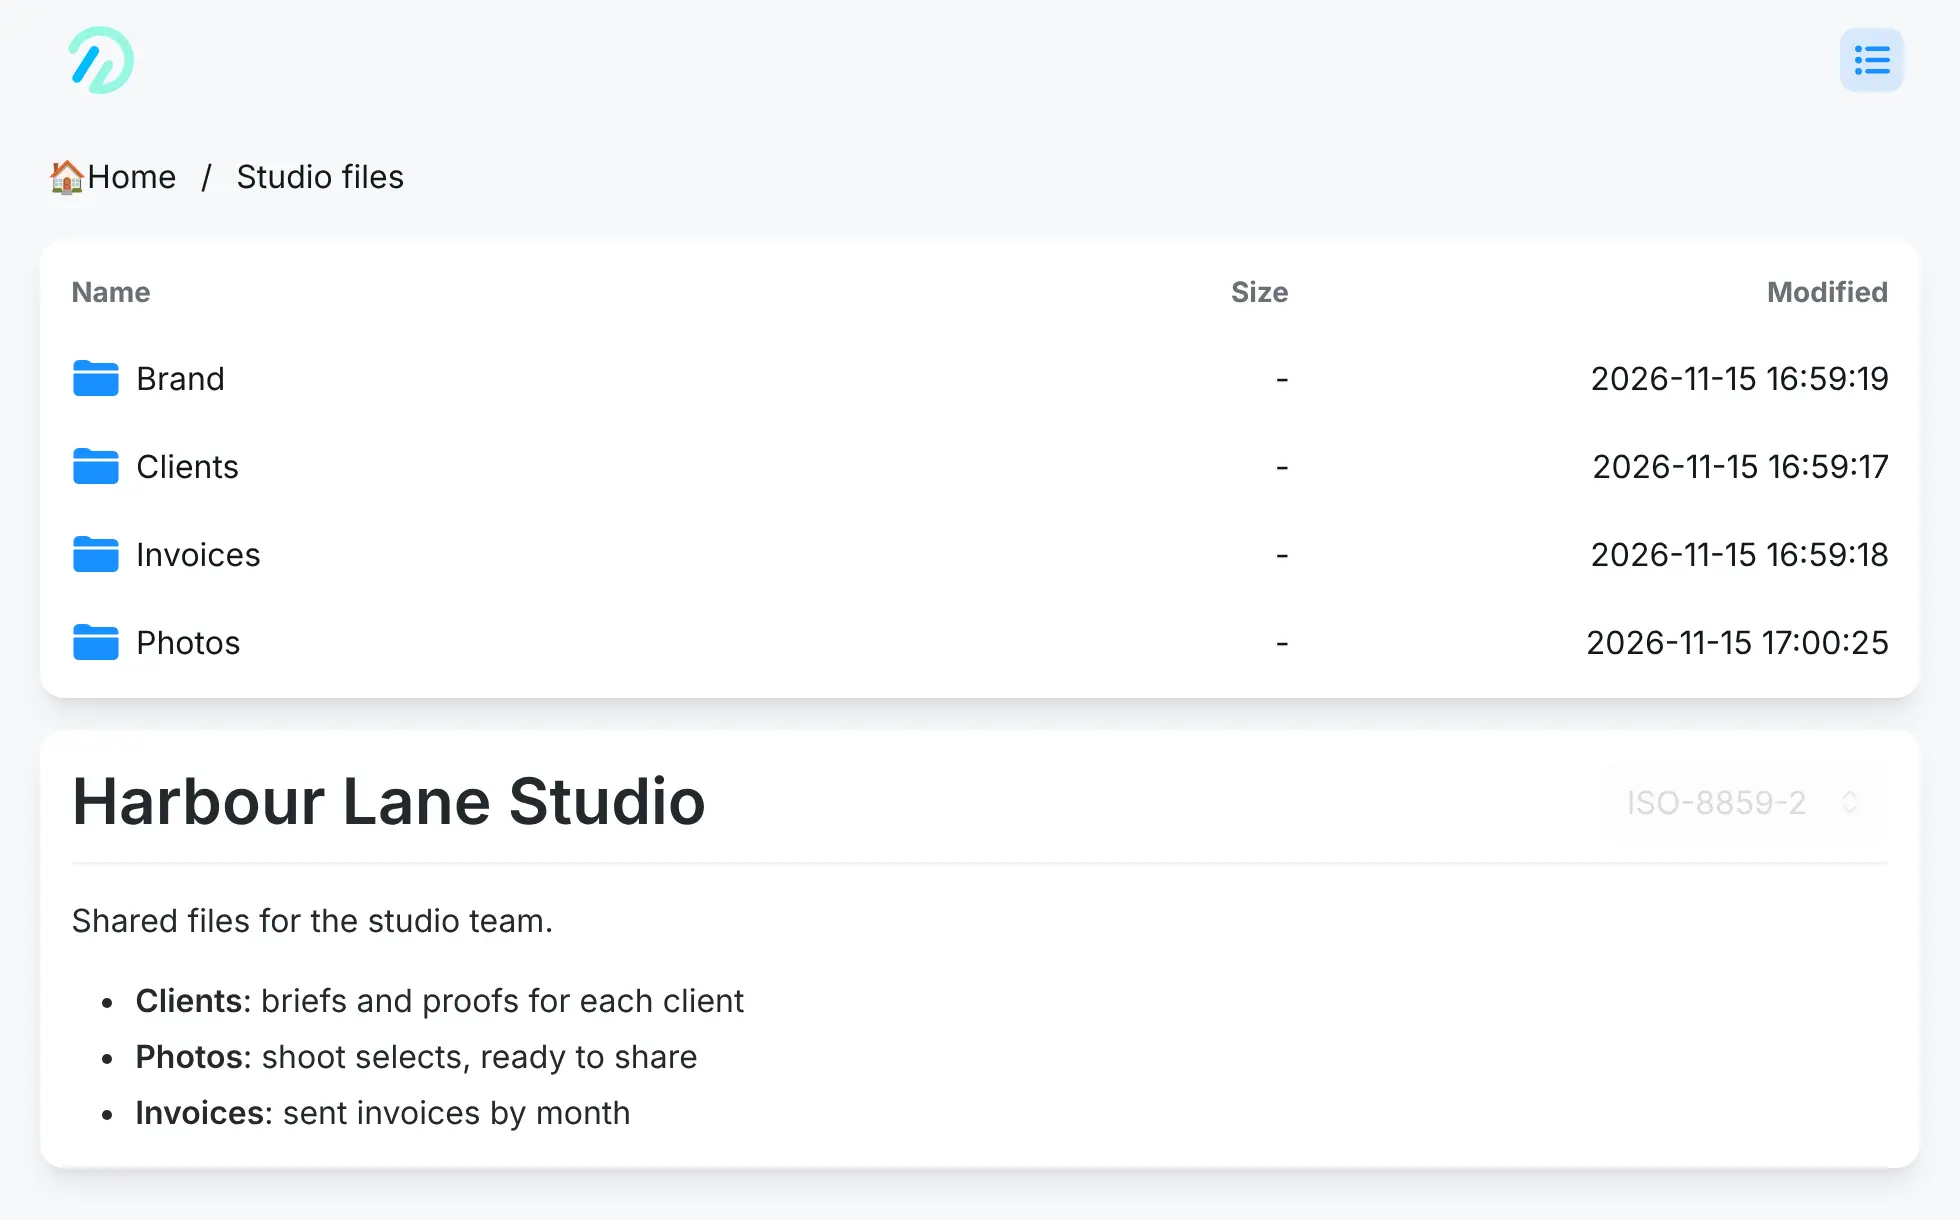 🏠Home / Studio files
Name Size Modified
Brand - 2026-11-15 16:59:19
Clients - 2026-11-15 16:59:17
Invoices - 2026-11-15 16:59:18
Photos - 2026-11-15 17:00:25
Harbour Lane Studio
ISO-8859-2
Shared files for the studio team.
• Clients: briefs and proofs for each client
• Photos: shoot selects, ready to share
• Invoices: sent invoices by month